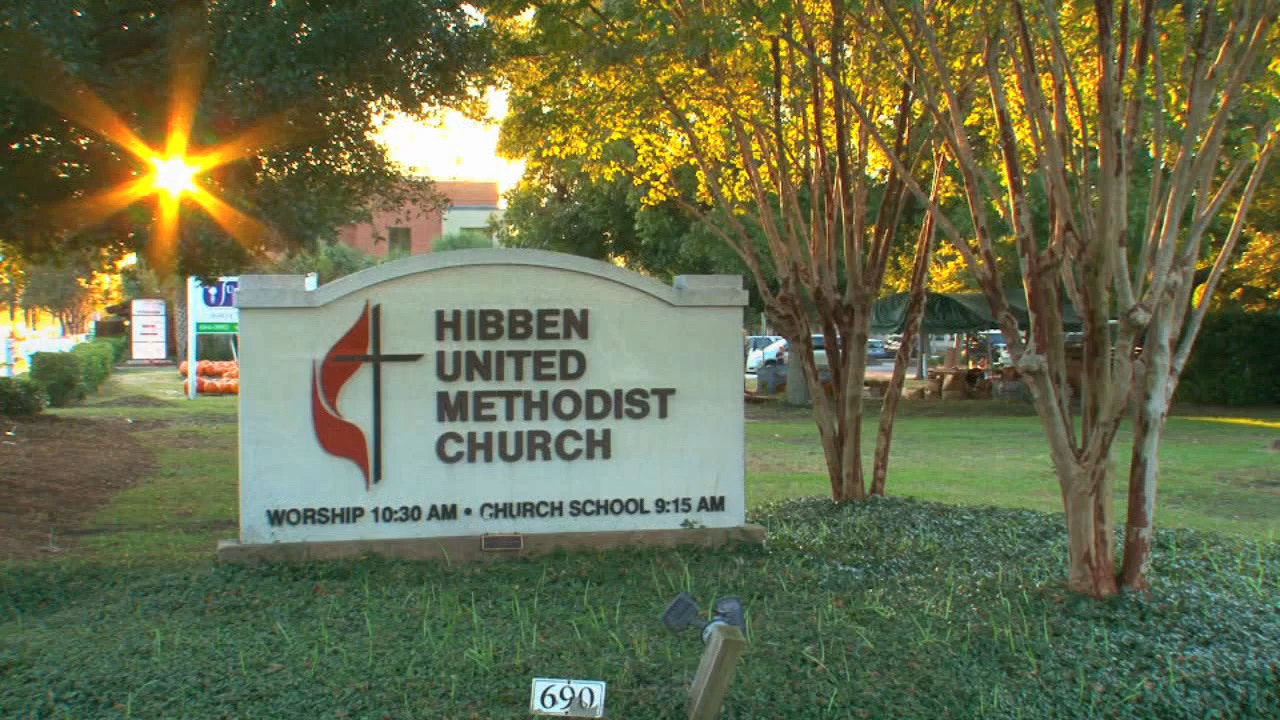 HIBBEN
UNITED
METHODIST
CHURCH
WORSHIP 10:30 AM • CHURCH SCHOOL 9:15 AM
690